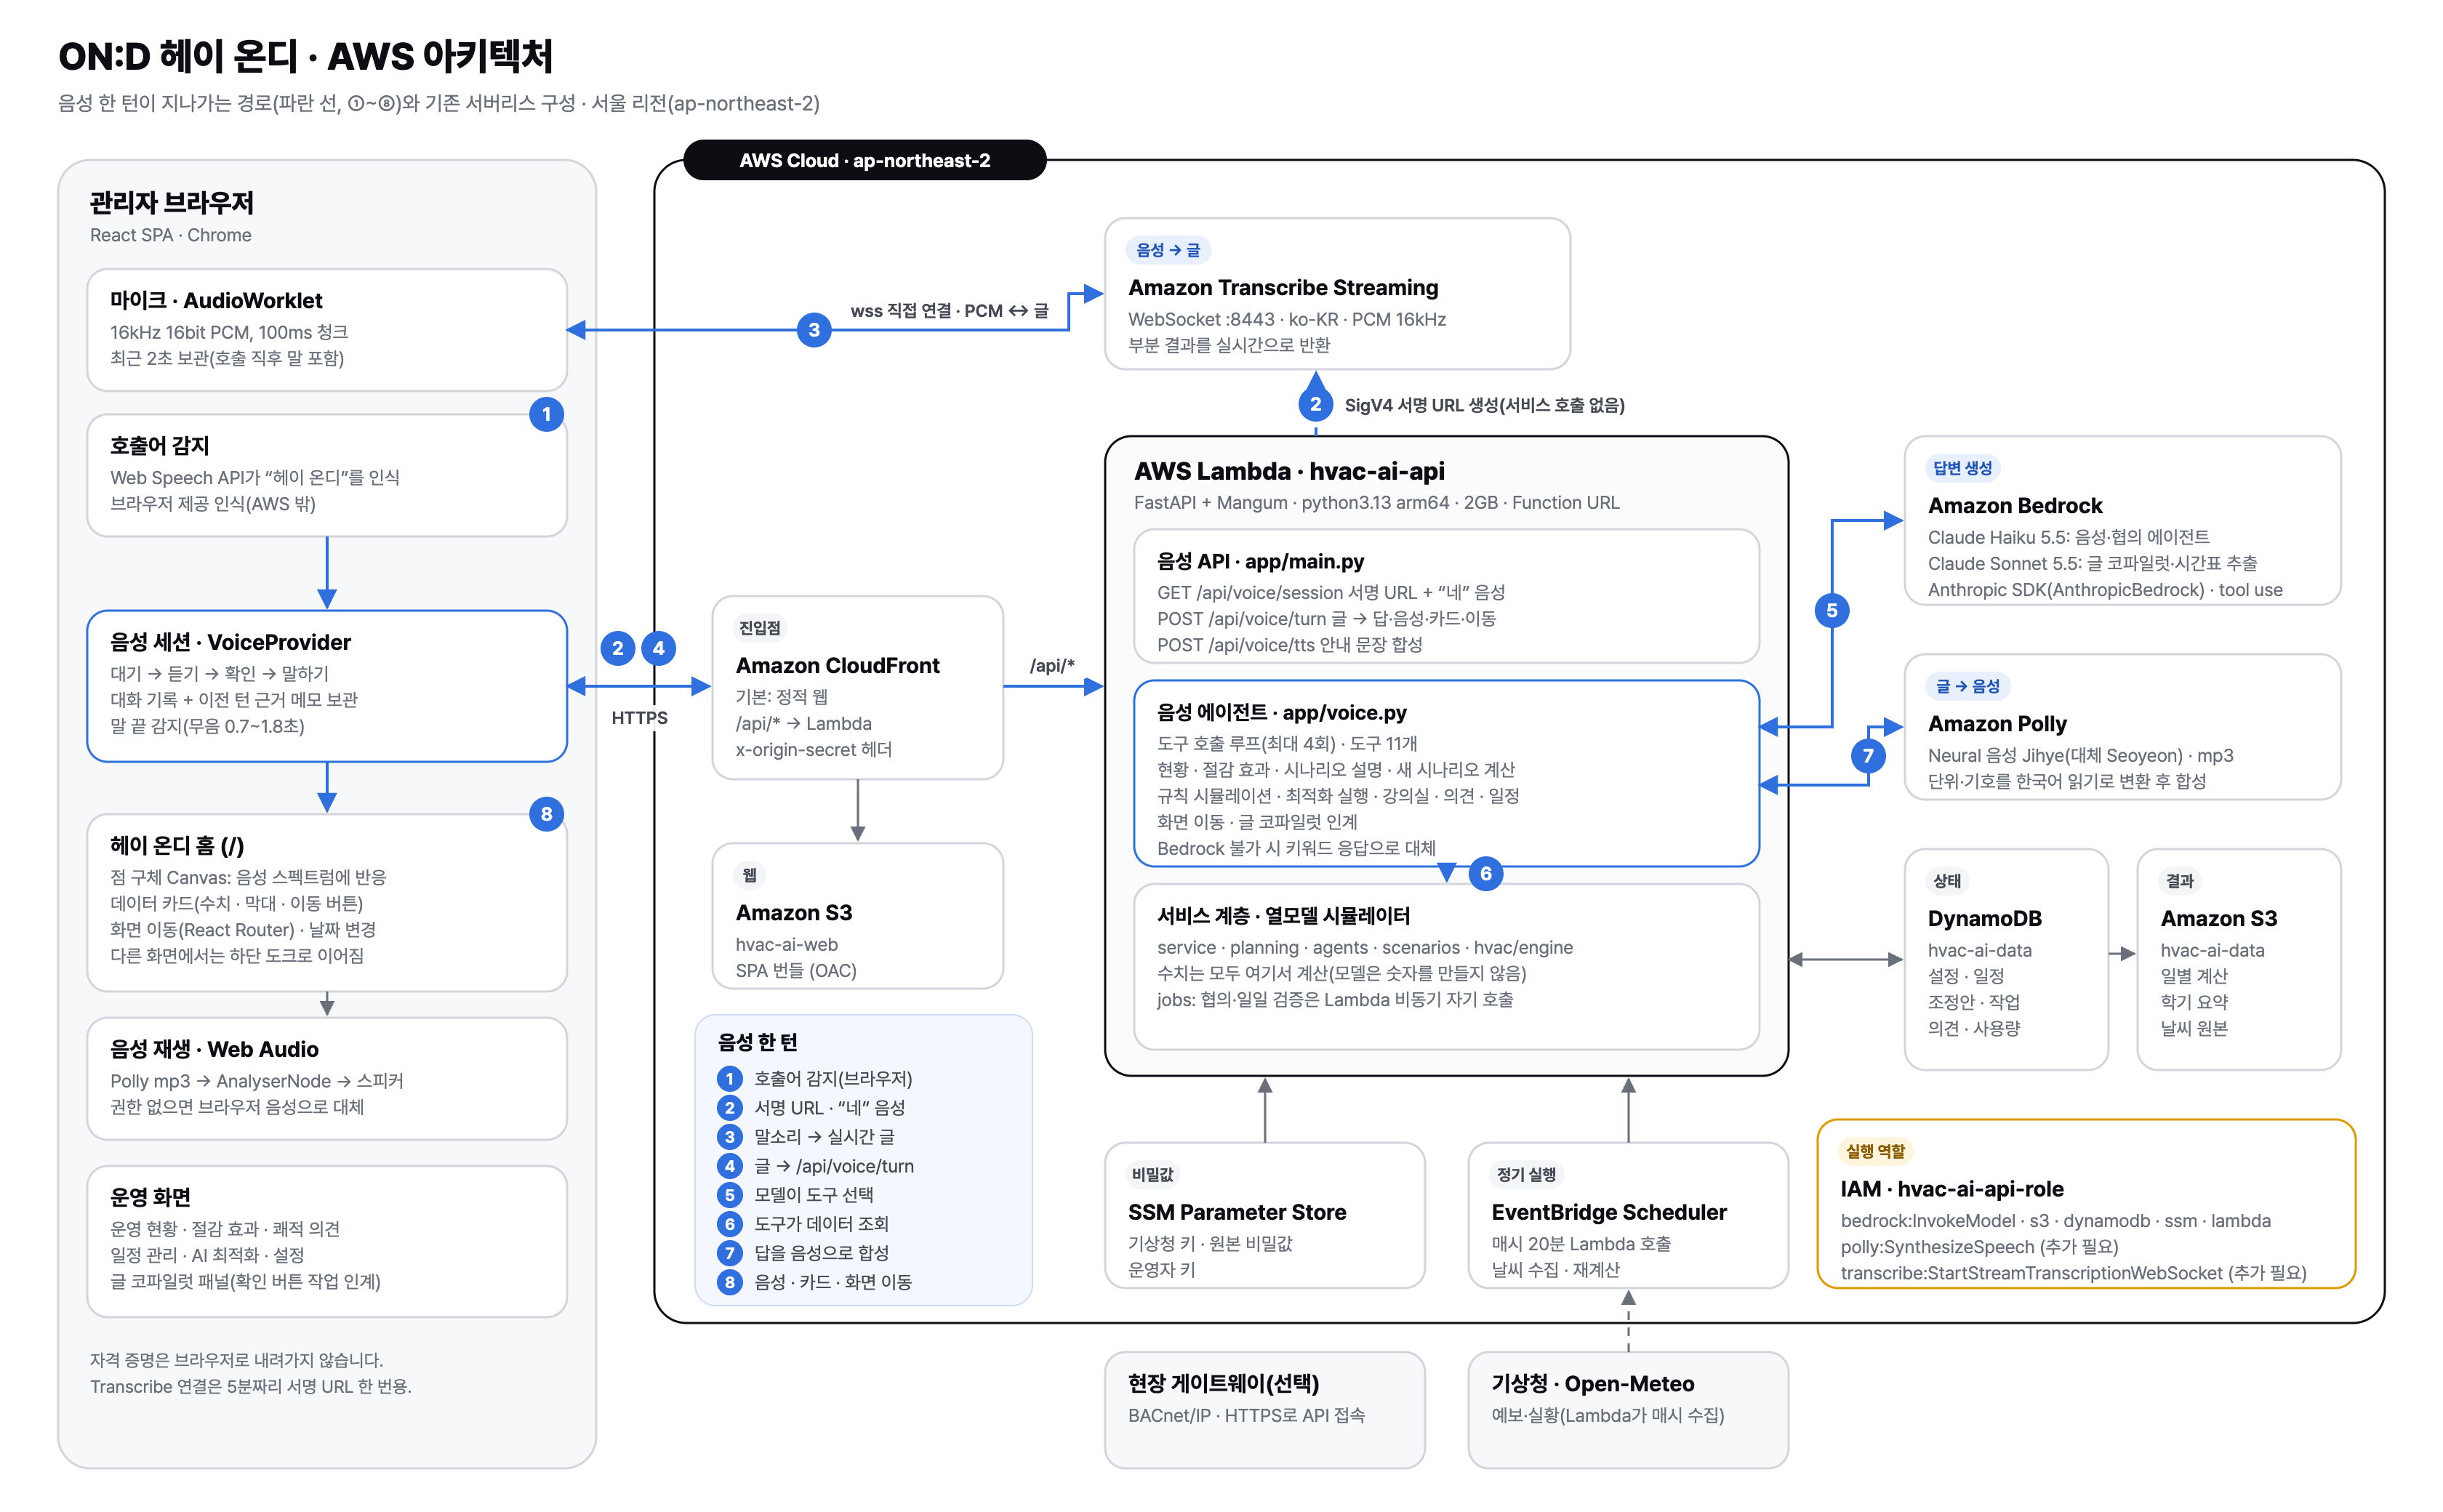 ON:D 헤이 온디 · AWS 아키텍처
음성 한 턴이 지나가는 경로(파란 선, ①~⑧)와 기존 서버리스 구성 · 서울 리전(ap-northeast-2)
관리자 브라우저
React SPA · Chrome
마이크 · AudioWorklet
16kHz 16bit PCM, 100ms 청크
최근 2초 보관(호출 직후 말 포함)
1
호출어 감지
Web Speech API가 “헤이 온디”를 인식
브라우저 제공 인식(AWS 밖)
음성 세션 · VoiceProvider
대기 → 듣기 → 확인 → 말하기
대화 기록 + 이전 턴 근거 메모 보관
말 끝 감지(무음 0.7~1.8초)
8
헤이 온디 홈 (/)
점 구체 Canvas: 음성 스펙트럼에 반응
데이터 카드(수치 · 막대 · 이동 버튼)
화면 이동(React Router) · 날짜 변경
다른 화면에서는 하단 도크로 이어짐
음성 재생 · Web Audio
Polly mp3 → AnalyserNode → 스피커
권한 없으면 브라우저 음성으로 대체
운영 화면
운영 현황 · 절감 효과 · 쾌적 의견
일정 관리 · AI 최적화 · 설정
글 코파일럿 패널(확인 버튼 작업 인계)
자격 증명은 브라우저로 내려가지 않습니다.
Transcribe 연결은 5분짜리 서명 URL 한 번용.
AWS Cloud · ap-northeast-2
3
wss 직접 연결 · PCM ↔ 글
음성 → 글
Amazon Transcribe Streaming
WebSocket :8443 · ko-KR · PCM 16kHz
부분 결과를 실시간으로 반환
2
SigV4 서명 URL 생성(서비스 호출 없음)
2 4
HTTPS
진입점
Amazon CloudFront
기본: 정적 웹
/api/* → Lambda
x-origin-secret 헤더
/api/*
웹
Amazon S3
hvac-ai-web
SPA 번들 (OAC)
음성 한 턴
1 호출어 감지(브라우저)
2 서명 URL · “네” 음성
3 말소리 → 실시간 글
4 글 → /api/voice/turn
5 모델이 도구 선택
6 도구가 데이터 조회
7 답을 음성으로 합성
8 음성 · 카드 · 화면 이동
AWS Lambda · hvac-ai-api
FastAPI + Mangum · python3.13 arm64 · 2GB · Function URL
음성 API · app/main.py
GET /api/voice/session 서명 URL + “네” 음성
POST /api/voice/turn 글 → 답·음성·카드·이동
POST /api/voice/tts 안내 문장 합성
음성 에이전트 · app/voice.py
도구 호출 루프(최대 4회) · 도구 11개
현황 · 절감 효과 · 시나리오 설명 · 새 시나리오 계산
규칙 시뮬레이션 · 최적화 실행 · 강의실 · 의견 · 일정
화면 이동 · 글 코파일럿 인계
Bedrock 불가 시 키워드 응답으로 대체
6
서비스 계층 · 열모델 시뮬레이터
service · planning · agents · scenarios · hvac/engine
수치는 모두 여기서 계산(모델은 숫자를 만들지 않음)
jobs: 협의·일일 검증은 Lambda 비동기 자기 호출
5
답변 생성
Amazon Bedrock
Claude Haiku 5.5: 음성·협의 에이전트
Claude Sonnet 5.5: 글 코파일럿·시간표 추출
Anthropic SDK(AnthropicBedrock) · tool use
7
글 → 음성
Amazon Polly
Neural 음성 Jihye(대체 Seoyeon) · mp3
단위·기호를 한국어 읽기로 변환 후 합성
상태
DynamoDB
hvac-ai-data
설정 · 일정
조정안 · 작업
의견 · 사용량
결과
Amazon S3
hvac-ai-data
일별 계산
학기 요약
날씨 원본
비밀값
SSM Parameter Store
기상청 키 · 원본 비밀값
운영자 키
정기 실행
EventBridge Scheduler
매시 20분 Lambda 호출
날씨 수집 · 재계산
실행 역할
IAM · hvac-ai-api-role
bedrock:InvokeModel · s3 · dynamodb · ssm · lambda
polly:SynthesizeSpeech (추가 필요)
transcribe:StartStreamTranscriptionWebSocket (추가 필요)
현장 게이트웨이(선택)
BACnet/IP · HTTPS로 API 접속
기상청 · Open-Meteo
예보·실황(Lambda가 매시 수집)